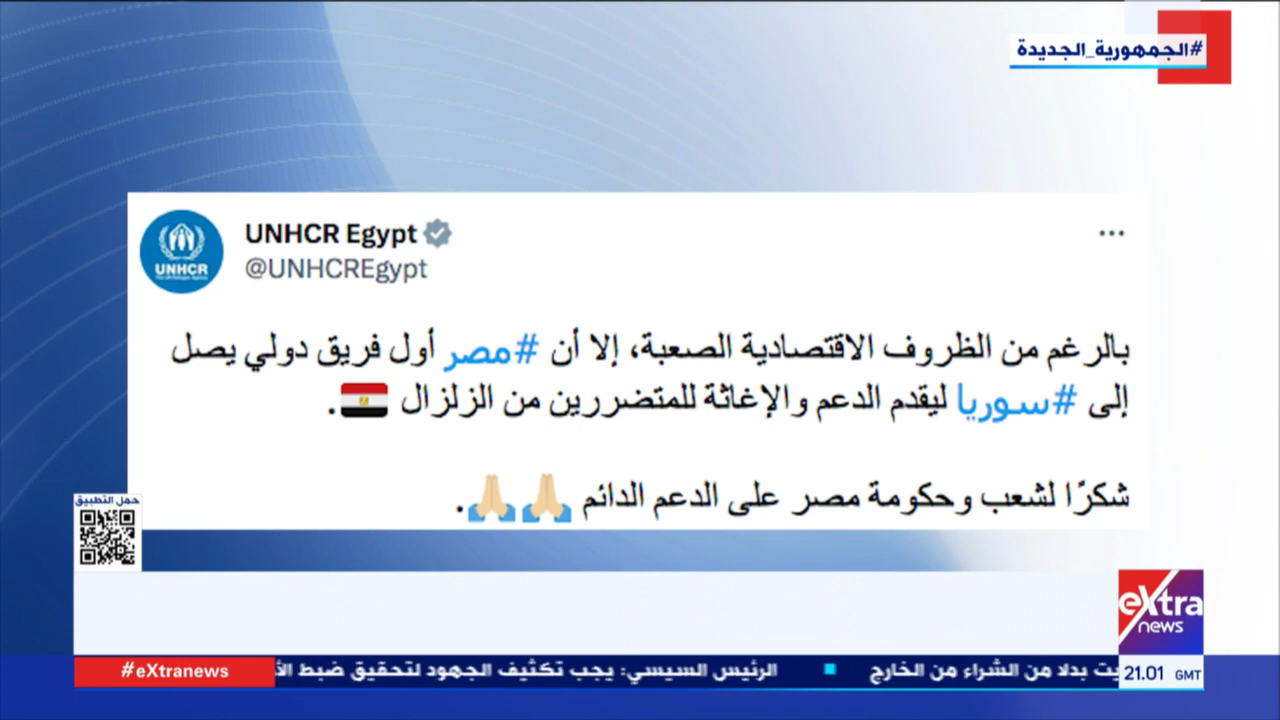 #الجمهورية_الجديدة
UNHCR Egypt
@UNHCREgypt
UNHCR
بالرغم من الظروف الاقتصادية الصعبة، إلا أن #مصر أول فريق دولي يصل
إلى #سوريا ليقدم الدعم والإغاثة للمتضررين من الزلزال 🇪🇬.
شكرًا لشعب وحكومة مصر على الدعم الدائم 🙏🏼🙏🏼.
حمل التطبيق
eXtra
news
#eXtranews
يت بدلا من الشراء من الخارج ■ الرئيس السيسي: يجب تكثيف الجهود لتحقيق ضبط الأ
21.01 GMT